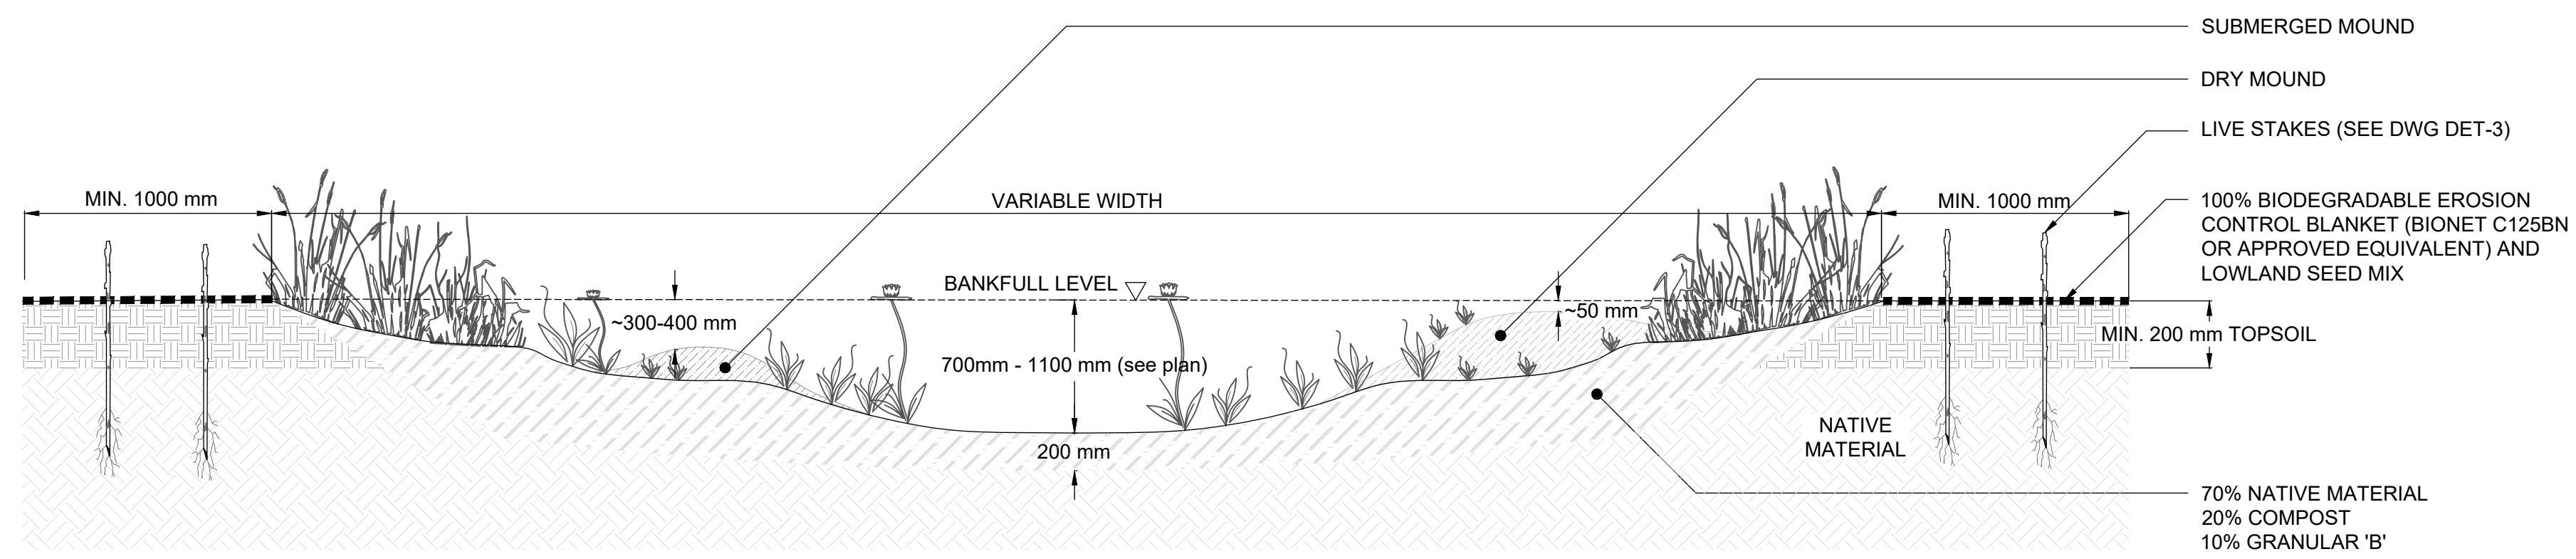 SUBMERGED MOUND
DRY MOUND
LIVE STAKES (SEE DWG DET-3)
MIN. 1000 mm
VARIABLE WIDTH
MIN. 1000 mm
100% BIODEGRADABLE EROSION
CONTROL BLANKET (BIONET C125BN
OR APPROVED EQUIVALENT) AND
LOWLAND SEED MIX
BANKFULL LEVEL
~300-400 mm
~50 mm
MIN. 200 mm TOPSOIL
700mm - 1100 mm (see plan)
200 mm
NATIVE
MATERIAL
70% NATIVE MATERIAL
20% COMPOST
10% GRANULAR 'B'